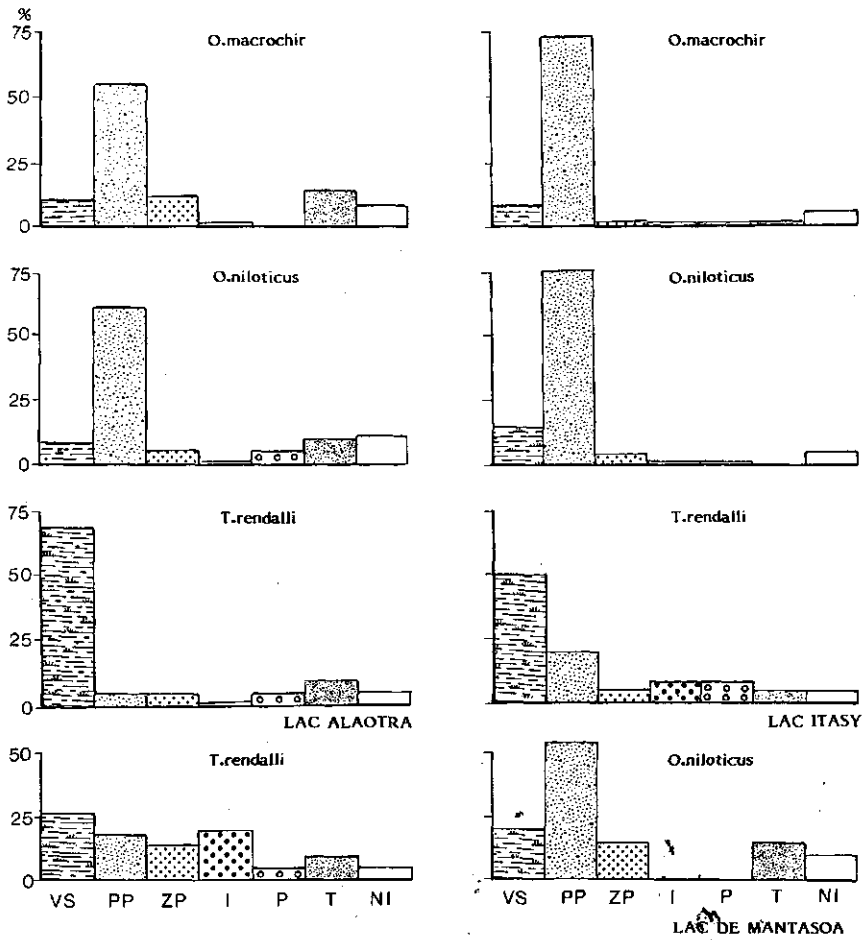 %
O.macrochir
O.macrochir
75
50
25
0
O.niloticus
O.niloticus
75
50
25
0
T.rendalli
T.rendalli
75
50
25
0
LAC ALAOTRA
LAC ITASY
T.rendalli
O.niloticus
50
25
0
VS PP ZP I P T NI
VS PP ZP I P T NI
LAC DE MANTASOA